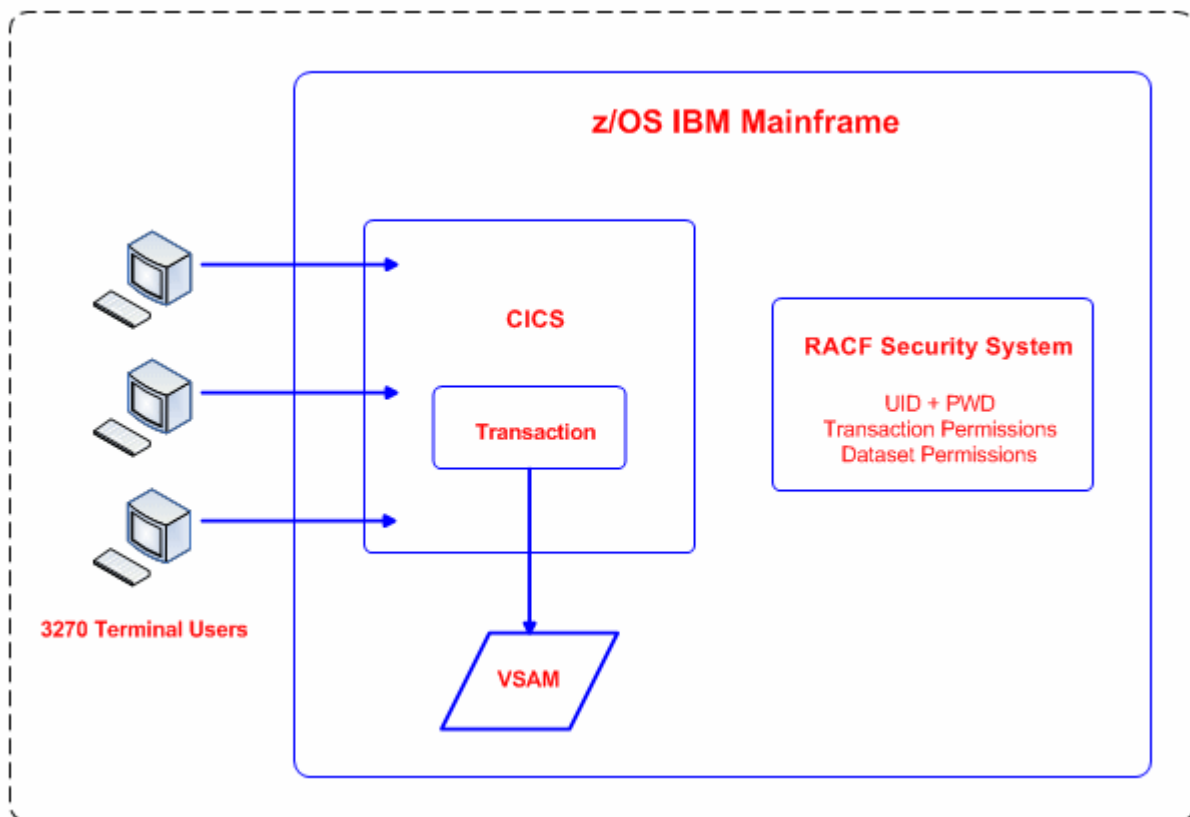 z/OS IBM Mainframe
CICS
Transaction
VSAM
RACF Security System
UID + PWD
Transaction Permissions
Dataset Permissions
3270 Terminal Users